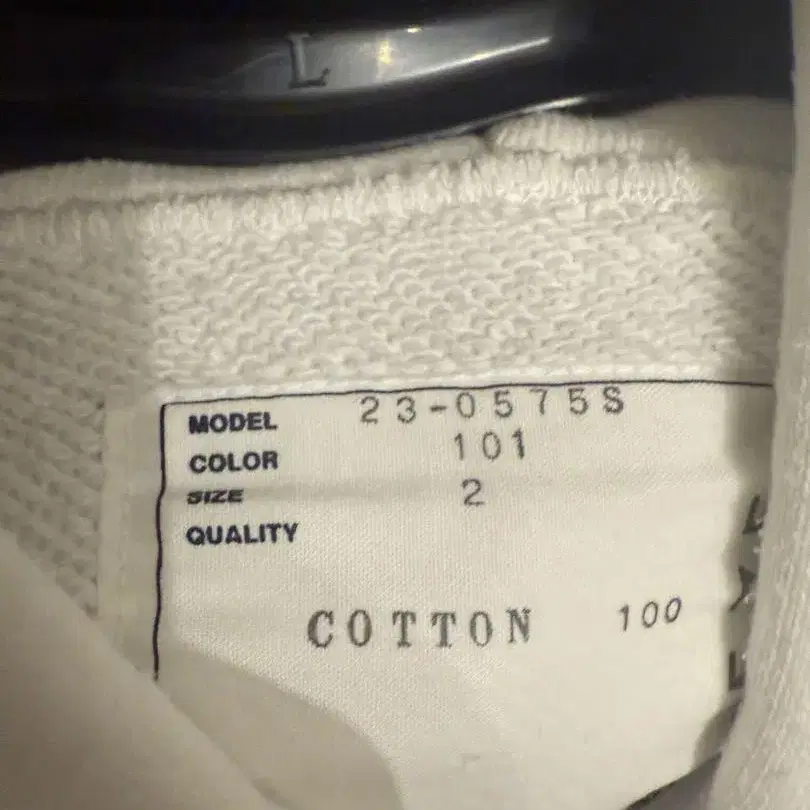 L
MODEL 23-0575S
COLOR 101
SIZE 2
QUALITY
COTTON 100